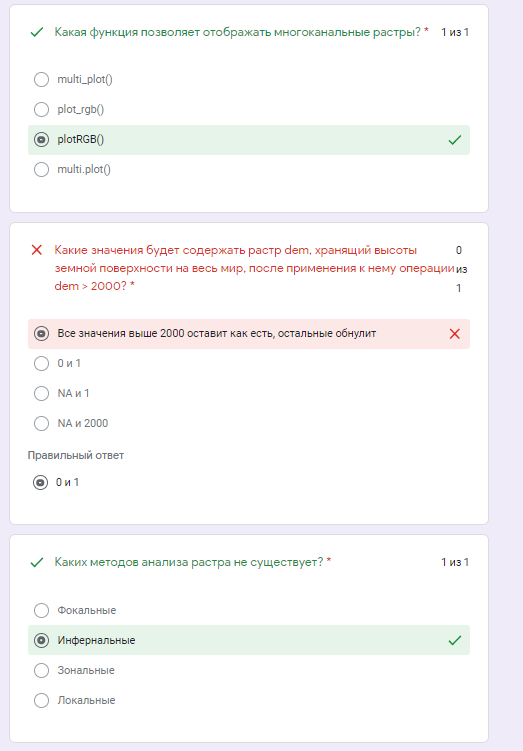 Какая функция позволяет отображать многоканальные растры? * 1 из 1
multi_plot()
plot_rgb()
plotRGB()
multi.plot()
Какие значения будет содержать растр dem, хранящий высоты 0
земной поверхности на весь мир, после применения к нему операции из
dem > 2000? * 1
Все значения выше 2000 оставит как есть, остальные обнулит
0 и 1
NA и 1
NA и 2000
Правильный ответ
0 и 1
Каких методов анализа растра не существует? * 1 из 1
Фокальные
Инфернальные
Зональные
Локальные